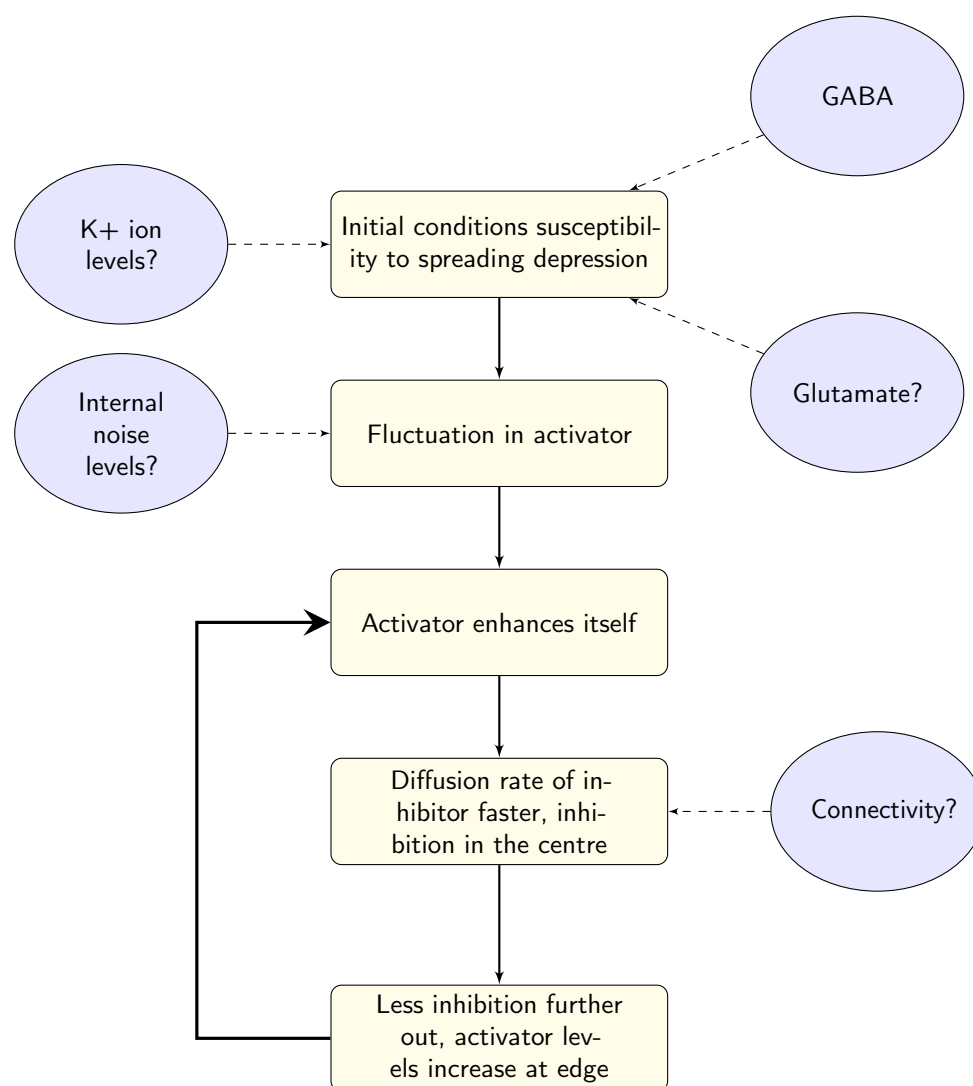 GABA
K+ ion
levels?
Initial conditions susceptibil-
ity to spreading depression
Glutamate?
Internal
noise
levels?
Fluctuation in activator
Activator enhances itself
Diffusion rate of in-
hibitor faster, inhi-
bition in the centre
Connectivity?
Less inhibition further
out, activator lev-
els increase at edge